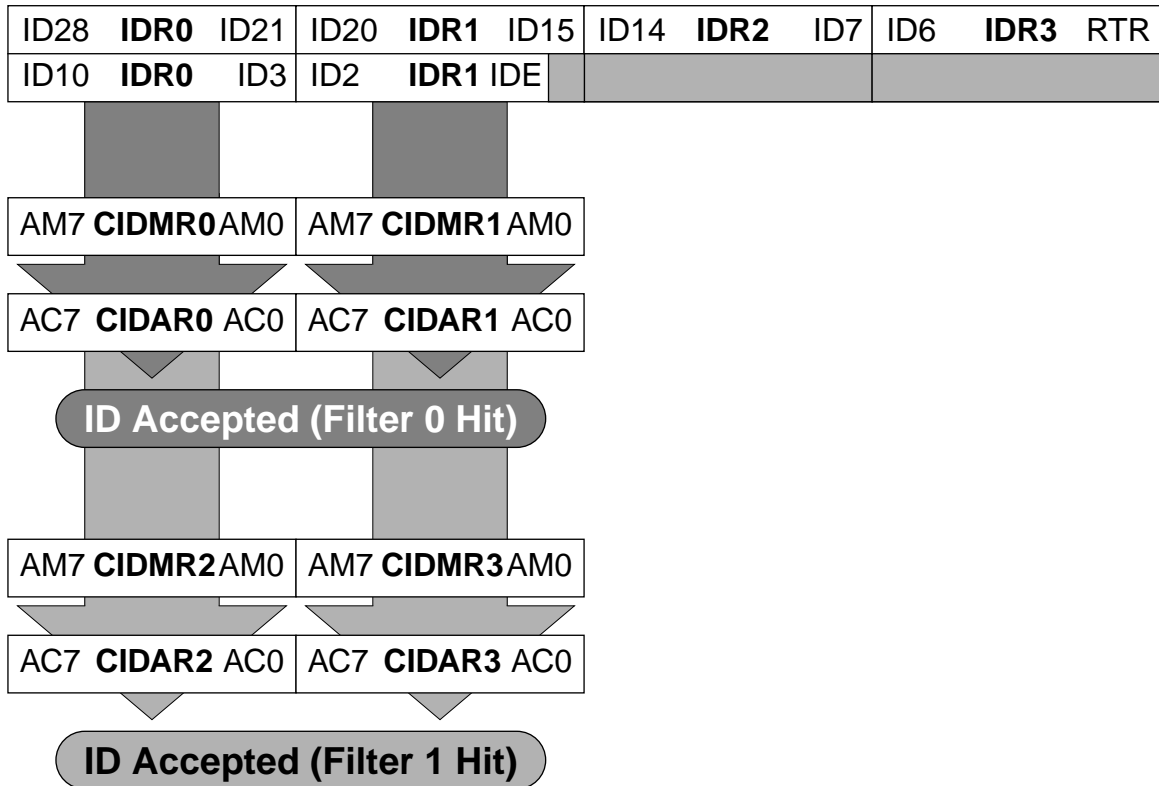 ID28 IDR0 ID21 ID20 IDR1 ID15 ID14 IDR2 ID7 ID6 IDR3 RTR
ID10 IDR0 ID3 ID2 IDR1 IDE
AM7 CIDMR0 AM0 AM7 CIDMR1 AM0
AC7 CIDAR0 AC0 AC7 CIDAR1 AC0
ID Accepted (Filter 0 Hit)
AM7 CIDMR2 AM0 AM7 CIDMR3 AM0
AC7 CIDAR2 AC0 AC7 CIDAR3 AC0
ID Accepted (Filter 1 Hit)